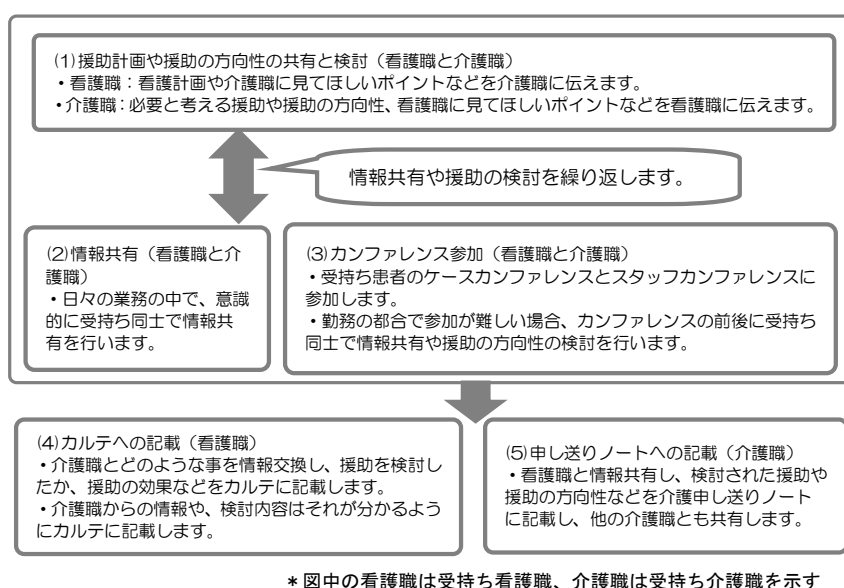 (1)援助計画や援助の方向性の共有と検討（看護職と介護職）
・看護職：看護計画や介護職に見てほしいポイントなどを介護職に伝えます。
・介護職：必要と考える援助や援助の方向性、看護職に見てほしいポイントなどを看護職に伝えます。
情報共有や援助の検討を繰り返します。
(2)情報共有（看護職と介
護職）
・日々の業務の中で、意識
的に受持ち同士で情報共
有を行います。
(3)カンファレンス参加（看護職と介護職）
・受持ち患者のケースカンファレンスとスタッフカンファレンスに
参加します。
・勤務の都合で参加が難しい場合、カンファレンスの前後に受持ち
同士で情報共有や援助の方向性の検討を行います。
(4)カルテへの記載（看護職）
・介護職とどのような事を情報交換し、援助を検討し
たか、援助の効果などをカルテに記載します。
・介護職からの情報や、検討内容はそれが分かるよう
にカルテに記載します。
(5)申し送りノートへの記載（介護職）
・看護職と情報共有し、検討された援助や
援助の方向性などを介護申し送りノート
に記載し、他の介護職とも共有します。
＊図中の看護職は受持ち看護職、介護職は受持ち介護職を示す